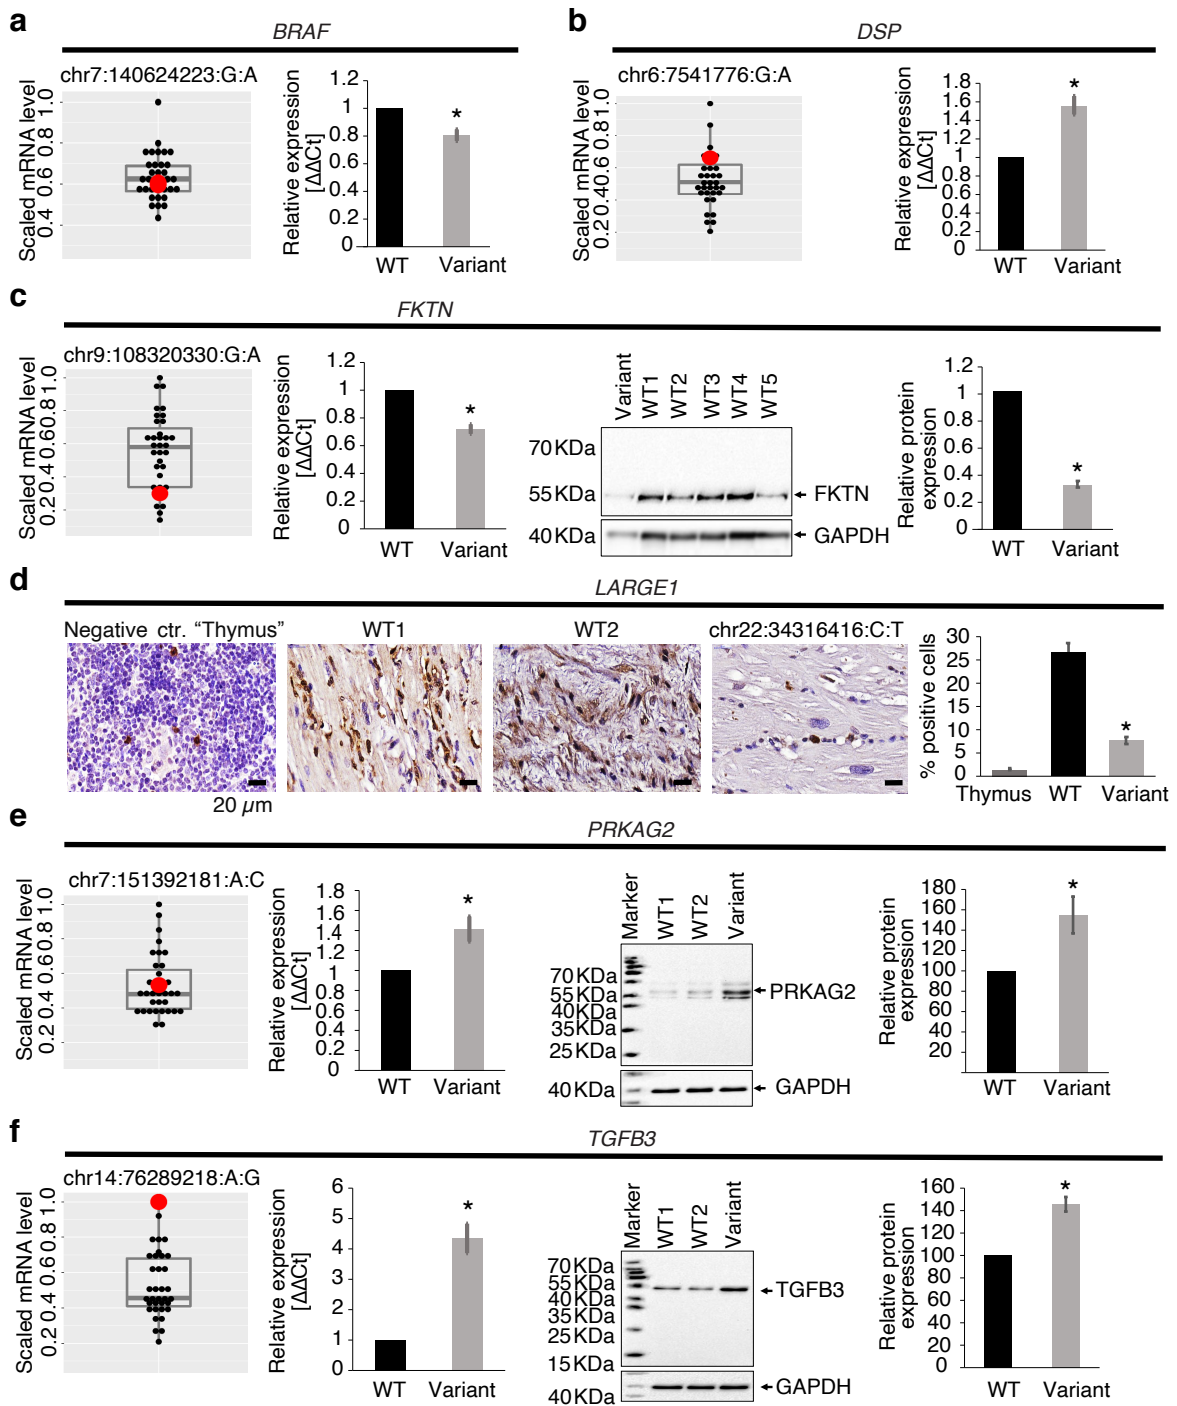 a
BRAF
chr7:140624223:G:A
Scaled mRNA level
0.4 0.6 0.8 1.0
Relative expression
[ΔΔCt]
1.2
1
0.8
0.6
0.4
0.2
0
*
WT Variant
b
DSP
chr6:7541776:G:A
Scaled mRNA level
0.2 0.4 0.6 0.8 1.0
Relative expression
[ΔΔCt]
1.8
1.6
1.4
1.2
1
0.8
0.6
0.4
0.2
0
*
WT Variant
c
FKTN
chr9:108320330:G:A
Scaled mRNA level
0.2 0.4 0.6 0.8 1.0
Relative expression
[ΔΔCt]
1.2
1
0.8
0.6
0.4
0.2
0
*
WT Variant
Variant
WT1
WT2
WT3
WT4
WT5
70 KDa
55 KDa
FKTN
40 KDa
GAPDH
Relative protein
expression
1.2
1
0.8
0.6
0.4
0.2
0
*
WT Variant
d
LARGE1
Negative ctr. “Thymus”
WT1
WT2
chr22:34316416:C:T
20 µm
% positive cells
30
25
20
15
10
5
0
*
Thymus WT Variant
e
PRKAG2
chr7:151392181:A:C
Scaled mRNA level
0.2 0.4 0.6 0.8 1.0
Relative expression
[ΔΔCt]
1.8
1.6
1.4
1.2
1
0.8
0.6
0.4
0.2
0
*
WT Variant
Marker
WT1
WT2
Variant
70 KDa
55 KDa
40 KDa
35 KDa
25 KDa
PRKAG2
40 KDa
GAPDH
Relative protein
expression
180
160
140
120
100
80
60
40
20
*
WT Variant
f
TGFB3
chr14:76289218:A:G
Scaled mRNA level
0.2 0.4 0.6 0.8 1.0
Relative expression
[ΔΔCt]
6
5
4
3
2
1
0
*
WT Variant
Marker
WT1
WT2
Variant
70 KDa
55 KDa
40 KDa
35 KDa
25 KDa
15 KDa
TGFB3
40 KDa
GAPDH
Relative protein
expression
160
140
120
100
80
60
40
20
0
*
WT Variant